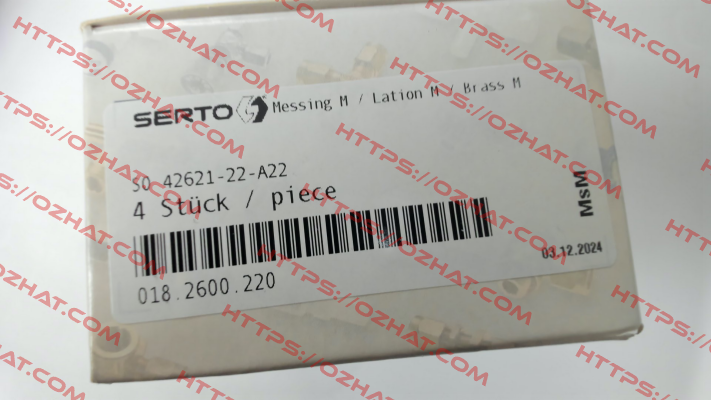 SERTO Messing M / Lation M / Brass M
SO 42621-22-A22
4 Stück / piece
MsM
03.12.2024
018.2600.220
HTTPS://OZHAT.COM